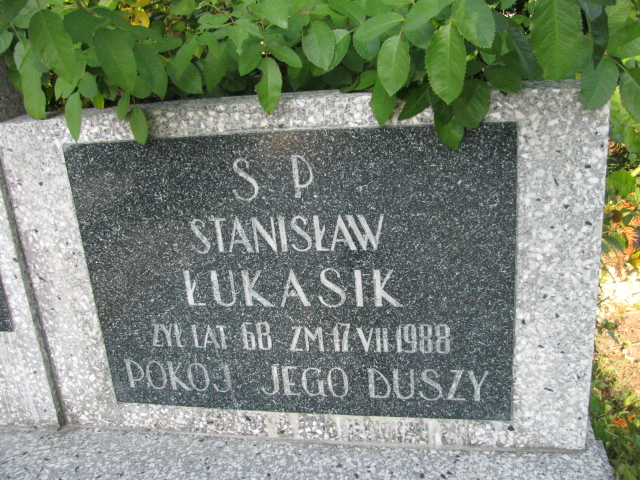 S. P.
STANISŁAW
ŁUKASIK
ŻYŁ LAT 68 ZM 17 VII 1988
POKÓJ JEGO DUSZY